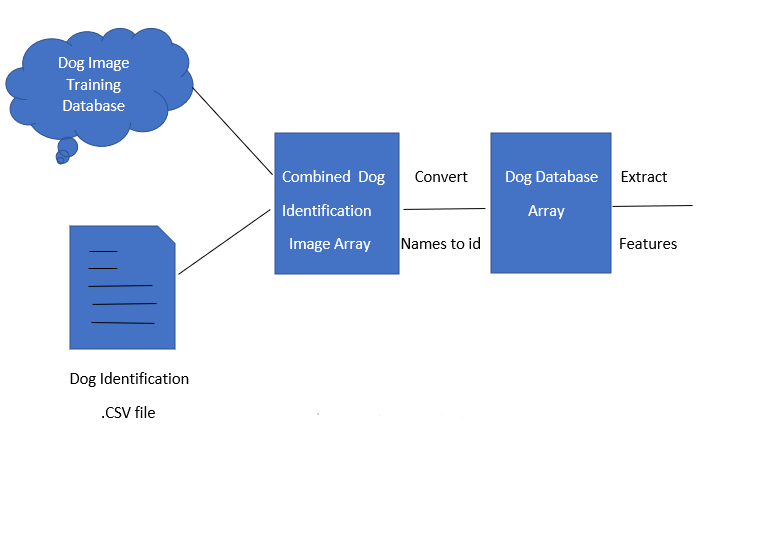 Dog Image
Training
Database
Dog Identification
.CSV file
Combined Dog
Identification
Image Array
Convert
Names to id
Dog Database
Array
Extract
Features